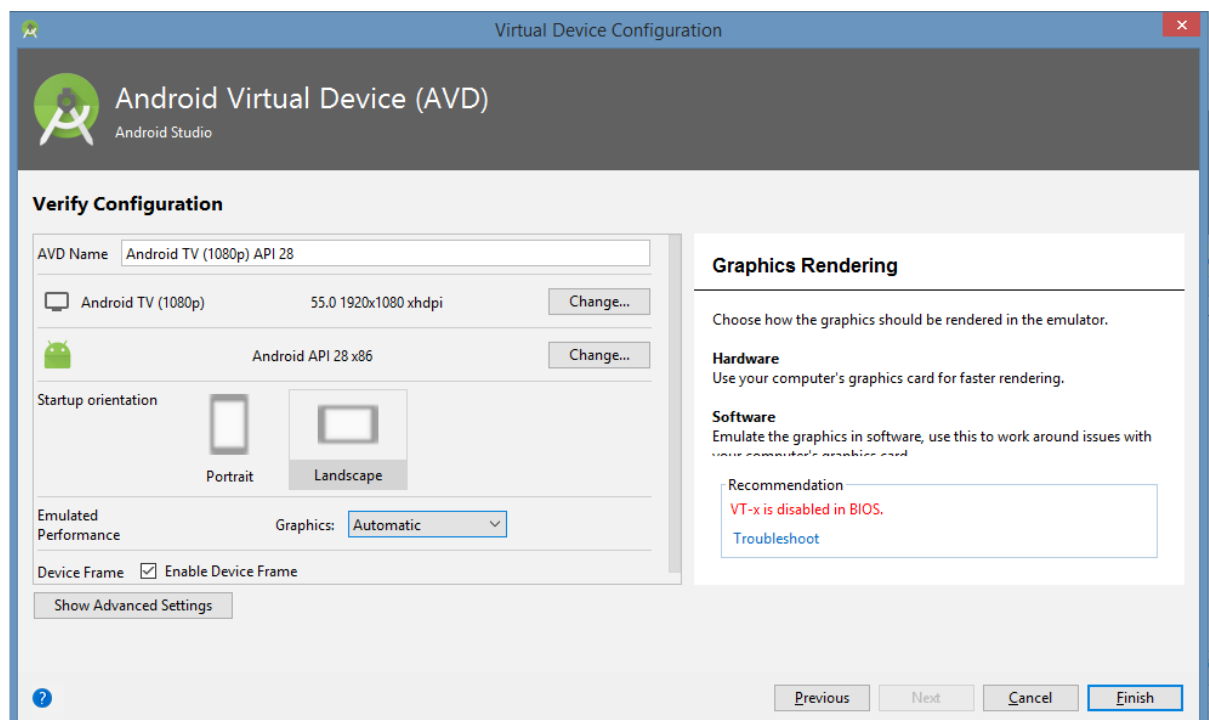 Virtual Device Configuration
Android Virtual Device (AVD)
Android Studio
Verify Configuration
AVD Name Android TV (1080p) API 28
Android TV (1080p) 55.0 1920x1080 xhdpi Change...
Android API 28 x86 Change...
Startup orientation
Portrait Landscape
Emulated
Performance
Graphics: Automatic
Device Frame Enable Device Frame
Show Advanced Settings
Graphics Rendering
Choose how the graphics should be rendered in the emulator.
Hardware
Use your computer's graphics card for faster rendering.
Software
Emulate the graphics in software, use this to work around issues with
your computer's graphics card
Recommendation
VT-x is disabled in BIOS.
Troubleshoot
?
Previous Next Cancel Finish